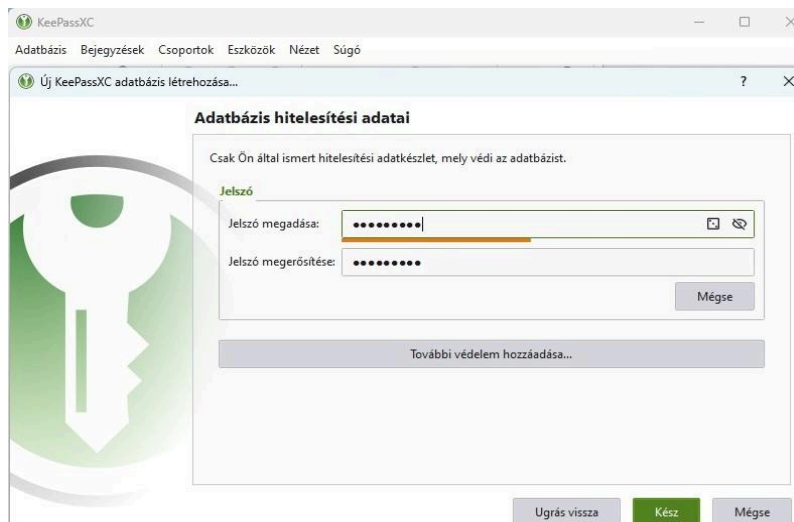 KeePassXC
Adatbázis Bejegyzések Csoportok Eszközök Nézet Súgó
Új KeePassXC adatbázis létrehozása...
Adatbázis hitelesítési adatai
Csak Ön által ismert hitelesítési adatkészlet, mely védi az adatbázist.
Jelszó
Jelszó megadása: ●●●●●●●●●
Jelszó megerősítése: ●●●●●●●●●
Mégse
További védelem hozzáadása...
Ugrás vissza Kész Mégse